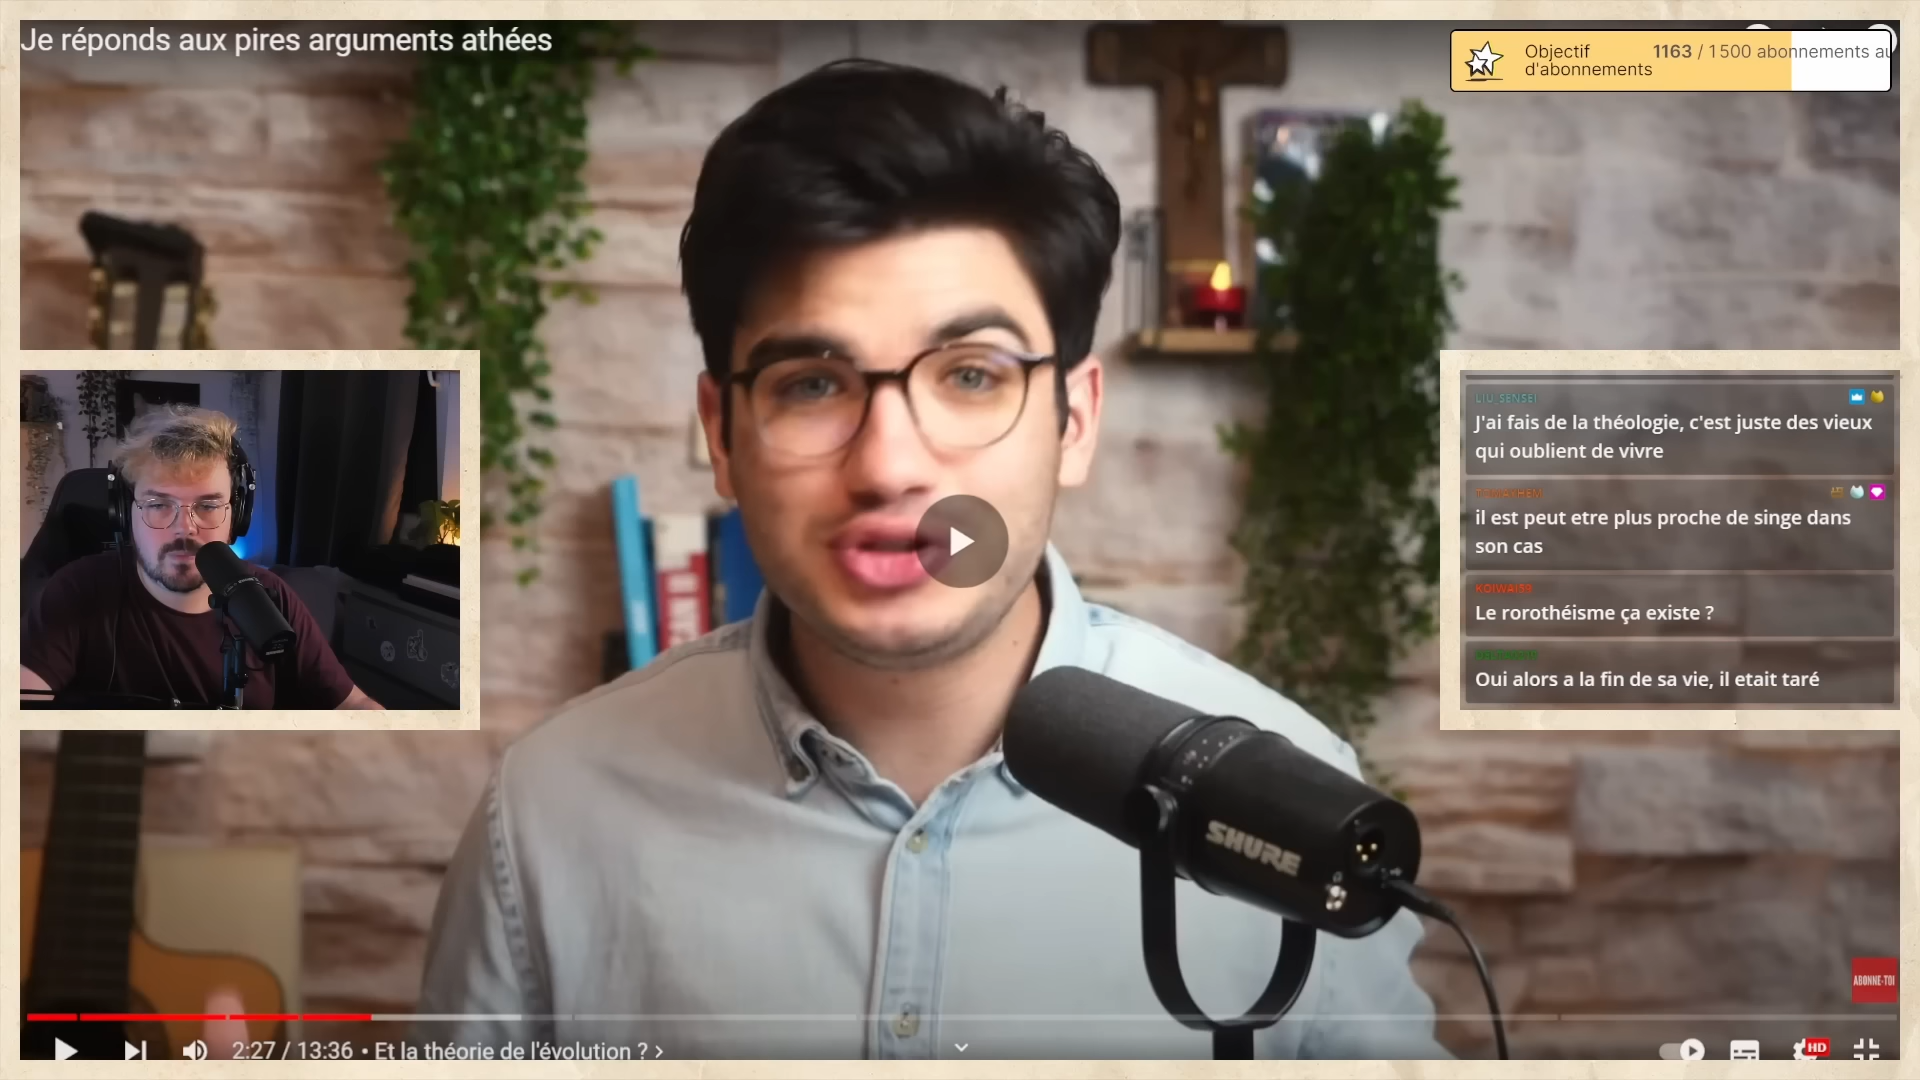 Je réponds aux pires arguments athées
Objectif
d'abonnements
1163 / 1500 abonnements au
LIU_SENSEI
J'ai fais de la théologie, c'est juste des vieux
qui oublient de vivre
il est peut etre plus proche de singe dans
son cas
KOIWAI59
Le rorothéisme ça existe ?
Oui alors a la fin de sa vie, il etait taré
SHURE
ABONNE-TOI
2:27 / 13:36 • Et la théorie de l'évolution ? >
HD